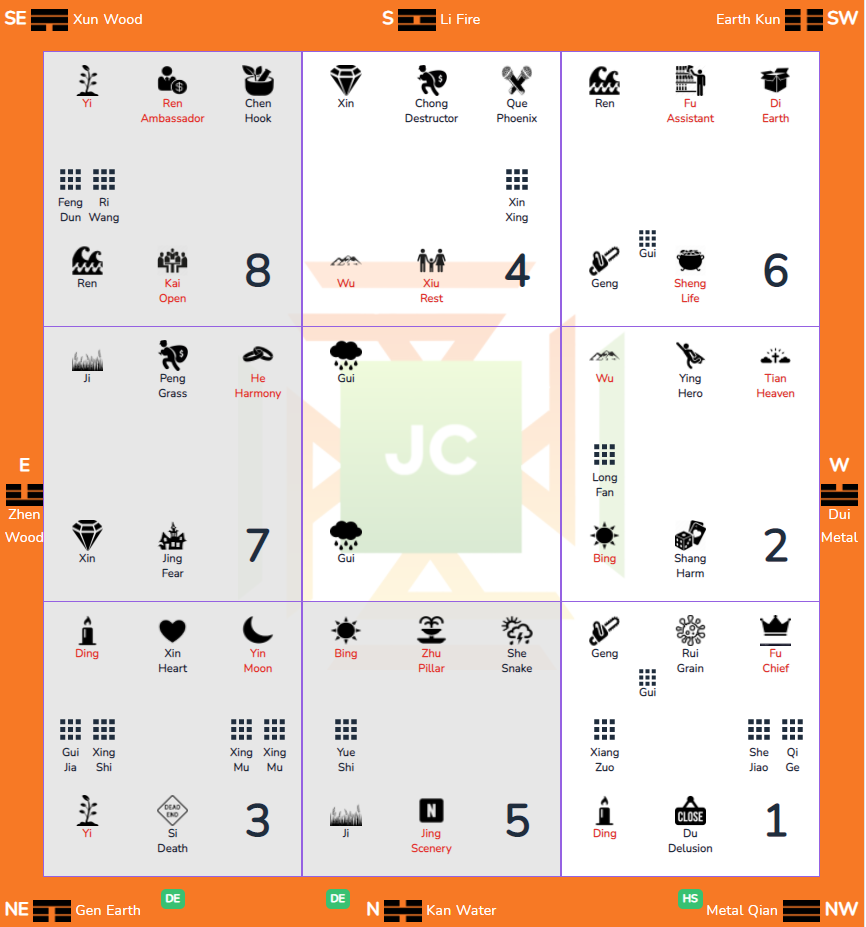 SE Xun Wood S Li Fire Earth Kun SW
Yi Ren Ambassador Chen Hook
Feng Dun Ri Wang
Ren Kai Open 8
Xin Chong Destructor Que Phoenix
Xin Xing
Wu Xiu Rest 4
Ren Fu Assistant Di Earth
Gui
Geng Sheng Life 6
E
Zhen
Wood
Ji Peng Grass He Harmony
Xin Jing Fear 7
Gui
JC
Gui
Wu Ying Hero Tian Heaven
Long Fan
Bing Shang Harm 2
W
Dui
Metal
Ding Xin Heart Yin Moon
Gui Jia Xing Shi Xing Mu Xing Mu
Yi DEAD END Si Death 3
Bing Zhu Pillar She Snake
Yue Shi
Ji N Jing Scenery 5
Geng Rui Grain Fu Chief
Gui
Xiang Zuo She Jiao Qi Ge
Ding CLOSE Du Delusion 1
NE Gen Earth DE DE N Kan Water HS Metal Qian NW